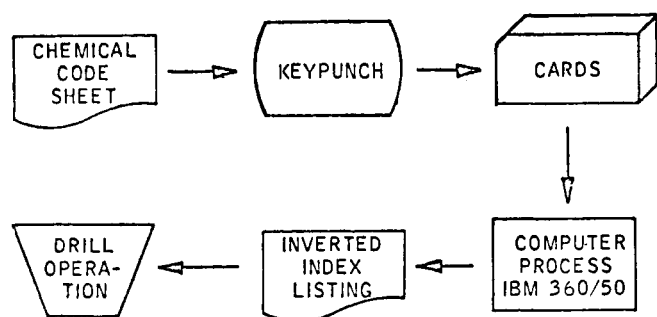 CHEMICAL
CODE
SHEET
KEYPUNCH
CARDS
COMPUTER
PROCESS
IBM 360/50
INVERTED
INDEX
LISTING
DRILL
OPERA-
TION